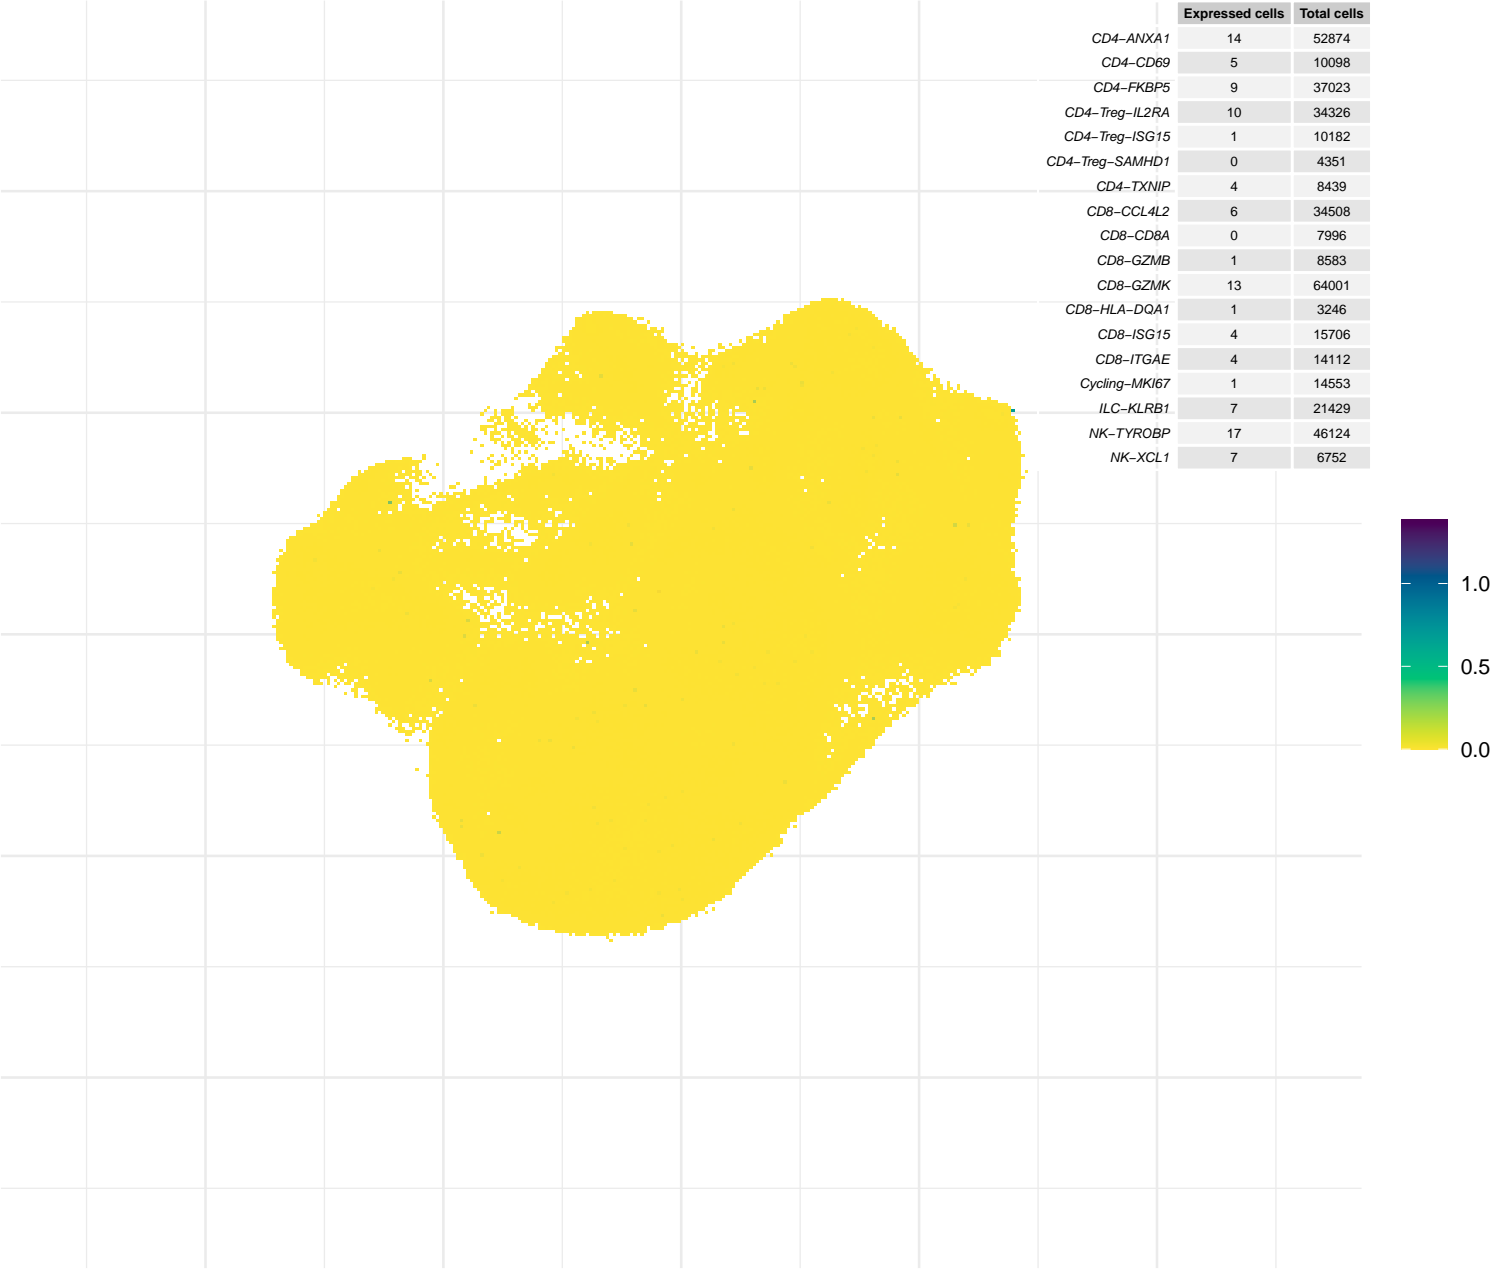 Expressed cells Total cells
CD4−ANXA1 14 52874
CD4−CD69 5 10098
CD4−FKBP5 9 37023
CD4−Treg−IL2RA 10 34326
CD4−Treg−ISG15 1 10182
CD4−Treg−SAMHD1 0 4351
CD4−TXNIP 4 8439
CD8−CCL4L2 6 34508
CD8−CD8A 0 7996
CD8−GZMB 1 8583
CD8−GZMK 13 64001
CD8−HLA−DQA1 1 3246
CD8−ISG15 4 15706
CD8−ITGAE 4 14112
Cycling−MKI67 1 14553
ILC−KLRB1 7 21429
NK−TYROBP 17 46124
NK−XCL1 7 6752
1.0
0.5
0.0